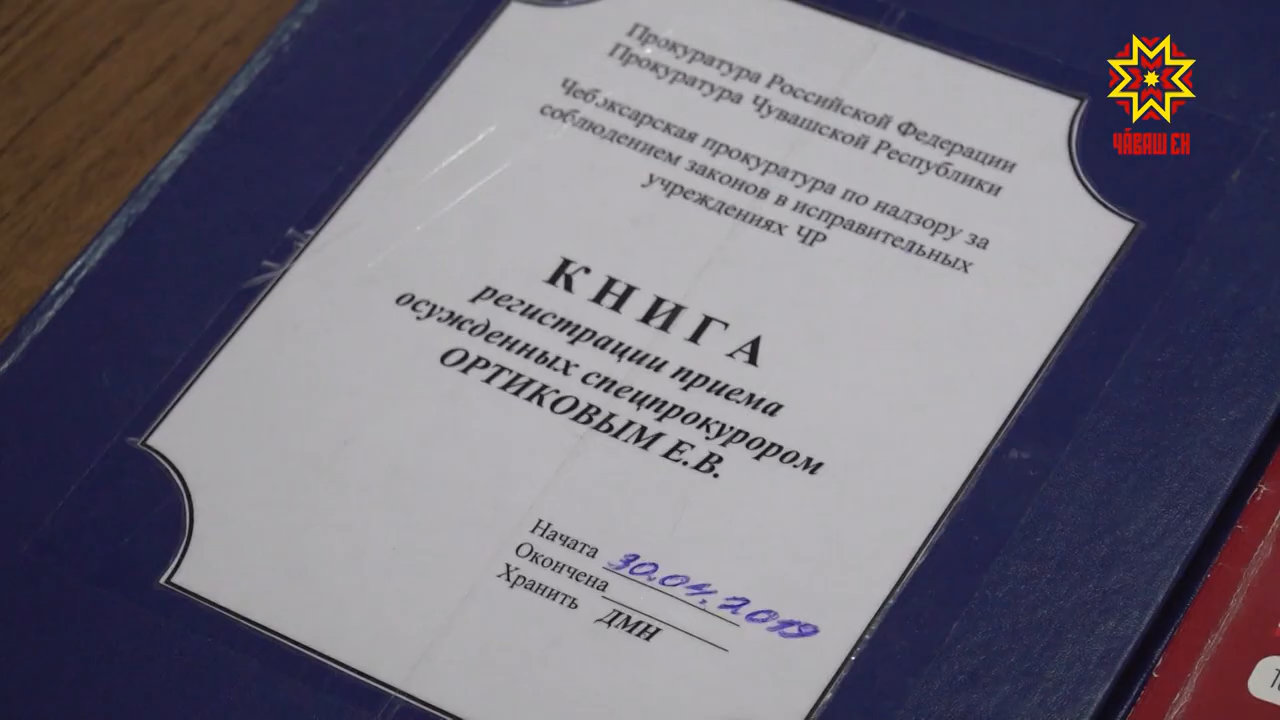 Прокуратура Российской Федерации
Прокуратура Чувашской Республики
Чебоксарская прокуратура по надзору за
соблюдением законов в исправительных
учреждениях ЧР
КНИГА
регистрации приема
осужденных спецпрокурором
ОРТИКОВЫМ Е.В.
Начата 30.04.2019
Окончена
Хранить ДМН
ЧӐВАШ ЕН